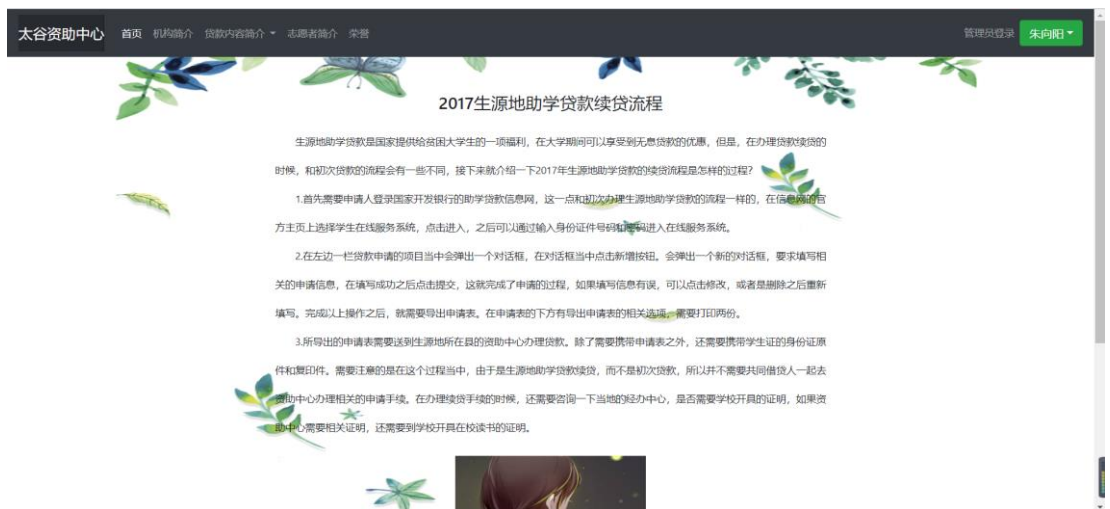 太谷资助中心 首页 机构简介 贷款内容简介 志愿者简介 荣誉 管理员登录 朱向阳
2017生源地助学贷款续贷流程
生源地助学贷款是国家提供给贫困大学生的一项福利，在大学期间可以享受到无息贷款的优惠，但是，在办理贷款续贷的
时候，和初次贷款的流程会有一些不同，接下来就介绍一下2017年生源地助学贷款的续贷流程是怎样的过程？
1.首先需要申请人登录国家开发银行的助学贷款信息网，这一点和初次办理生源地助学贷款的流程一样的，在信息网的官
方主页上选择学生在线服务系统，点击进入，之后可以通过输入身份证件号码和密码进入在线服务系统。
2.在左边一栏贷款申请的项目当中会弹出一个对话框，在对话框当中点击新增按钮。会弹出一个新的对话框，要求填写相
关的申请信息，在填写成功之后点击提交，这就完成了申请的过程，如果填写信息有误，可以点击修改，或者是删除之后重新
填写。完成以上操作之后，就需要导出申请表。在申请表的下方有导出申请表的相关选项，需要打印两份。
3.所导出的申请表需要送到生源地所在县的资助中心办理贷款。除了需要携带申请表之外，还需要携带学生证的身份证原
件和复印件。需要注意的是在这个过程当中，由于是生源地助学贷款续贷，而不是初次贷款，所以并不需要共同借贷人一起去
资助中心办理相关的申请手续。在办理续贷手续的时候，还需要咨询一下当地的经办中心，是否需要学校开具的证明，如果资
助中心需要相关证明，还需要到学校开具在校读书的证明。